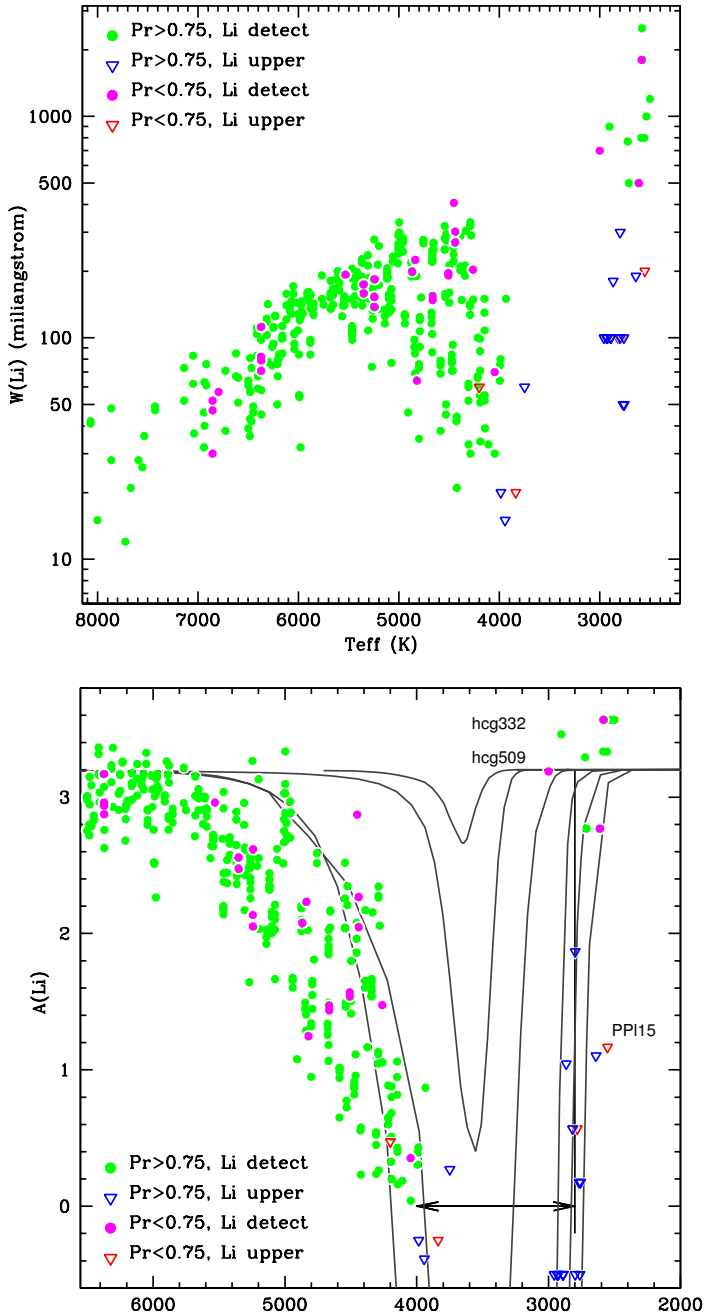 Pr>0.75, Li detect
Pr>0.75, Li upper
Pr<0.75, Li detect
Pr<0.75, Li upper
1000
500
100
50
10
W(Li) (miliangstrom)
8000 7000 6000 5000 4000 3000
Teff (K)
hcg332
hcg509
3
2
A(Li)
PPl15
1
Pr>0.75, Li detect
Pr>0.75, Li upper
0
Pr<0.75, Li detect
Pr<0.75, Li upper
6000 5000 4000 3000 2000